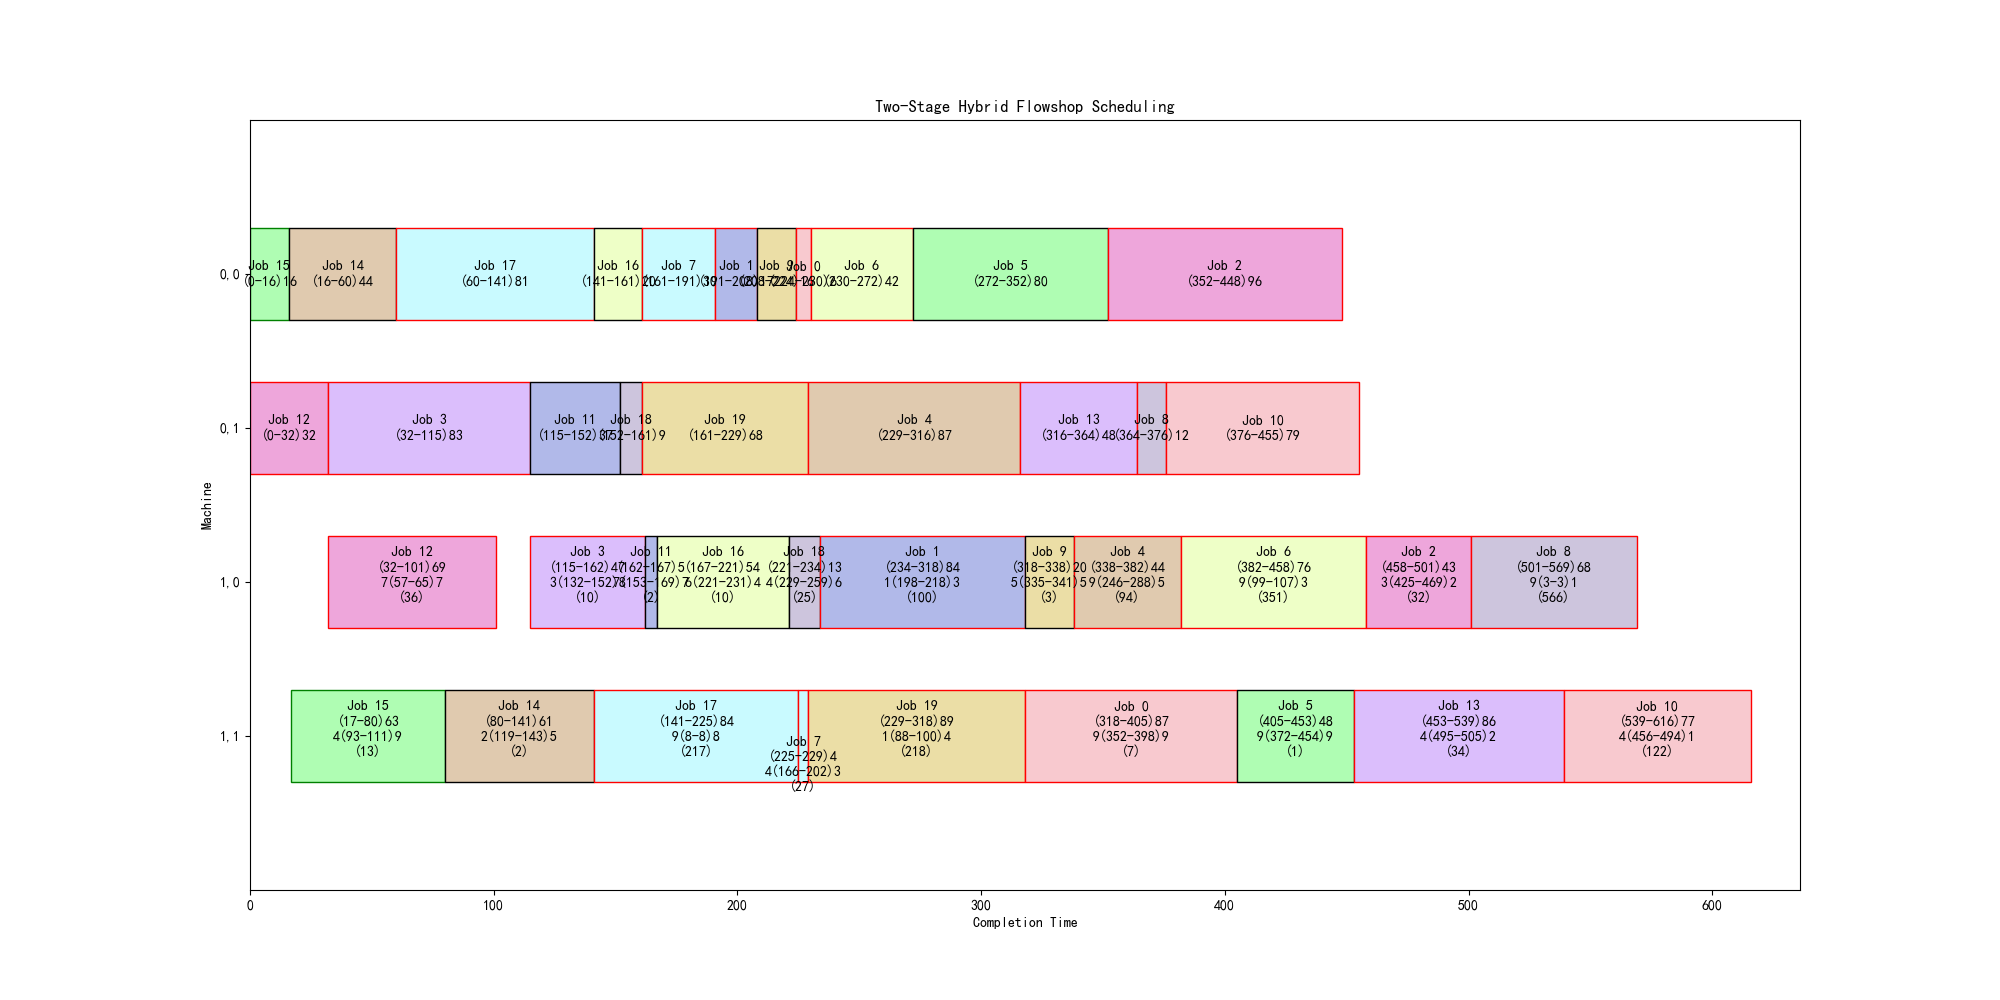 Two-Stage Hybrid Flowshop Scheduling
Machine
0,0
Job 15
(0-16)16
Job 14
(16-60)44
Job 17
(60-141)81
Job 16
(141-161)20
Job 7
(161-191)30
Job 1
Job 9
Job 0
Job 6
(230-272)42
Job 5
(272-352)80
Job 2
(352-448)96
0,1
Job 12
(0-32)32
Job 3
(32-115)83
Job 11
(115-152)37
Job 18
(152-161)9
Job 19
(161-229)68
Job 4
(229-316)87
Job 13
(316-364)48
Job 8
(364-376)12
Job 10
(376-455)79
1,0
Job 12
(32-101)69
7(57-65)7
(36)
Job 3
(115-162)47
3(132-152)8
(10)
Job 11
(162-167)5
(2)
Job 16
(167-221)54
6(221-231)4
(10)
Job 18
(221-234)13
4(229-259)6
(25)
Job 1
(234-318)84
1(198-218)3
(100)
Job 9
(318-338)20
5(335-341)5
(3)
Job 4
(338-382)44
9(246-288)5
(94)
Job 6
(382-458)76
9(99-107)3
(351)
Job 2
(458-501)43
3(425-469)2
(32)
Job 8
(501-569)68
9(3-3)1
(566)
1,1
Job 15
(17-80)63
4(93-111)9
(13)
Job 14
(80-141)61
2(119-143)5
(2)
Job 17
(141-225)84
9(8-8)8
(217)
Job 7
(225-229)4
4(166-202)3
(27)
Job 19
(229-318)89
1(88-100)4
(218)
Job 0
(318-405)87
9(352-398)9
(7)
Job 5
(405-453)48
9(372-454)9
(1)
Job 13
(453-539)86
4(495-505)2
(34)
Job 10
(539-616)77
4(456-494)1
(122)
0 100 200 300 400 500 600
Completion Time